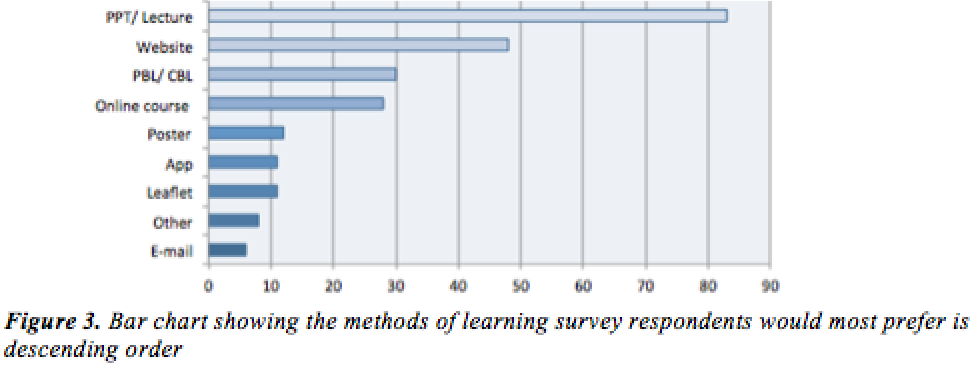 PPT/ Lecture
Website
PBL/ CBL
Online course
Poster
App
Leaflet
Other
E-mail
0 10 20 30 40 50 60 70 80 90
Figure 3. Bar chart showing the methods of learning survey respondents would most prefer is
descending order